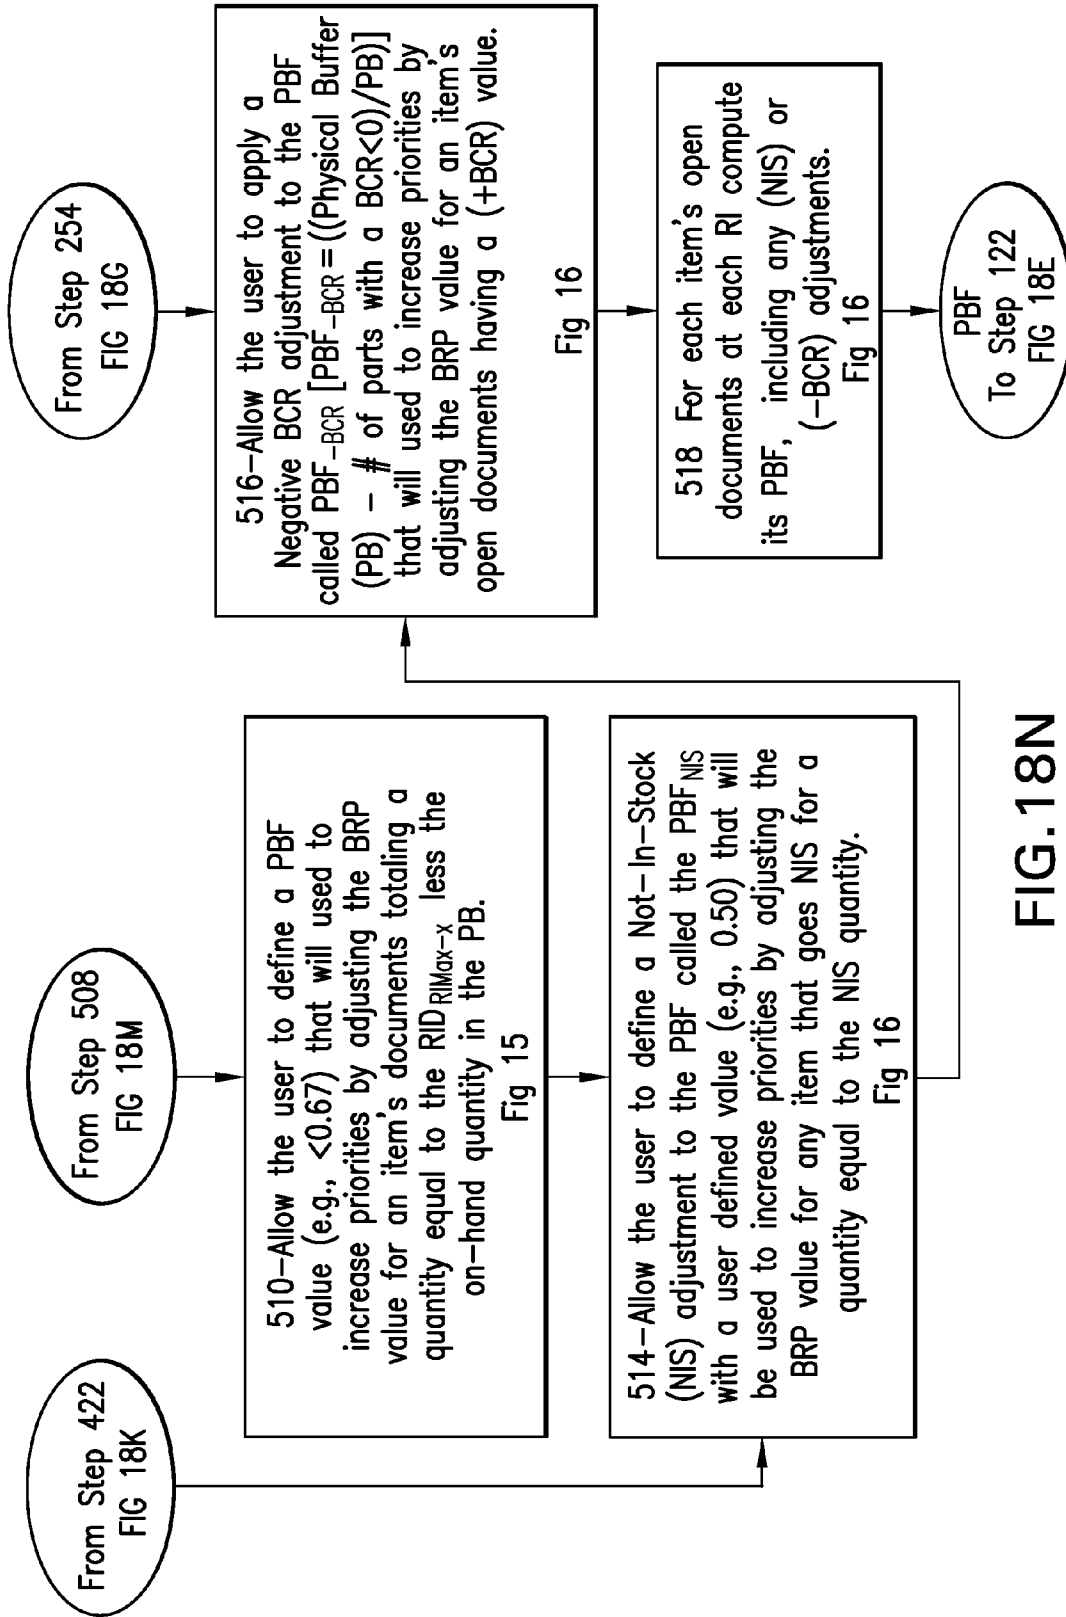 From Step 422
FIG 18K
From Step 508
FIG 18M
From Step 254
FIG 18G
510-Allow the user to define a PBF
value (e.g., <0.67) that will used to
increase priorities by adjusting the BRP
value for an item's documents totaling a
quantity equal to the RIDRIMax-x less the
on-hand quantity in the PB.
Fig 15
514-Allow the user to define a Not-In-Stock
(NIS) adjustment to the PBF called the PBFNIS
with a user defined value (e.g., 0.50) that will
be used to increase priorities by adjusting the
BRP value for any item that goes NIS for a
quantity equal to the NIS quantity.
Fig 16
516-Allow the user to apply a
Negative BCR adjustment to the PBF
called PBF-BCR [PBF-BCR = ((Physical Buffer
(PB) - # of parts with a BCR<0)/PB)]
that will used to increase priorities by
adjusting the BRP value for an item's
open documents having a (+BCR) value.
Fig 16
518 For each item's open
documents at each RI compute
its PBF, including any (NIS) or
(-BCR) adjustments.
Fig 16
PBF
To Step 122
FIG 18E
FIG.18N